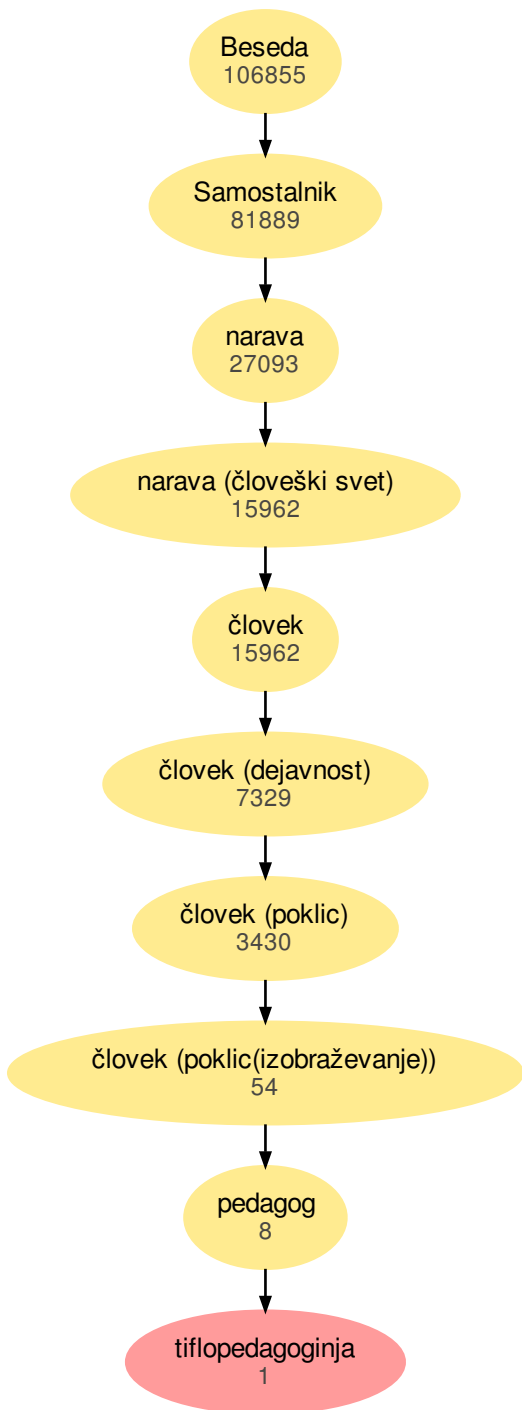 Beseda
106855
Samostalnik
81889
narava
27093
narava (človeški svet)
15962
človek
15962
človek (dejavnost)
7329
človek (poklic)
3430
človek (poklic(izobraževanje))
54
pedagog
8
tiflopedagoginja
1